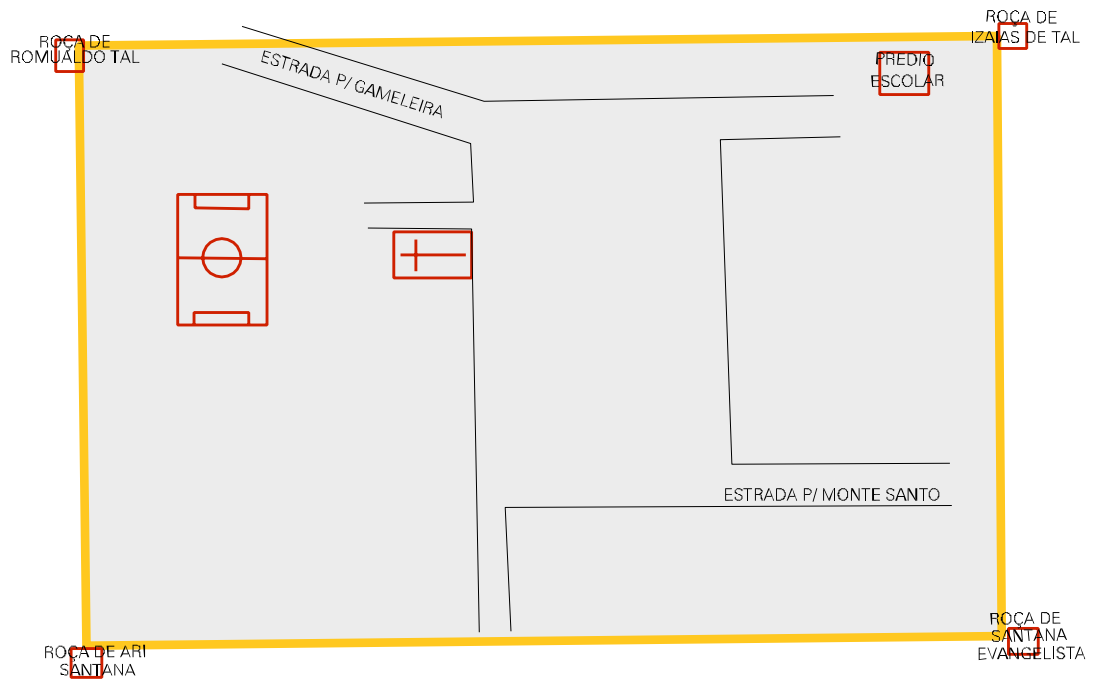 ROÇA DE
ROMUALDO TAL
ROÇA DE
IZAIAS DE TAL
ESTRADA P/ GAMELEIRA
PREDIO
ESCOLAR
ESTRADA P/ MONTE SANTO
ROÇA DE ARI
SANTANA
ROÇA DE
SANTANA
EVANGELISTA